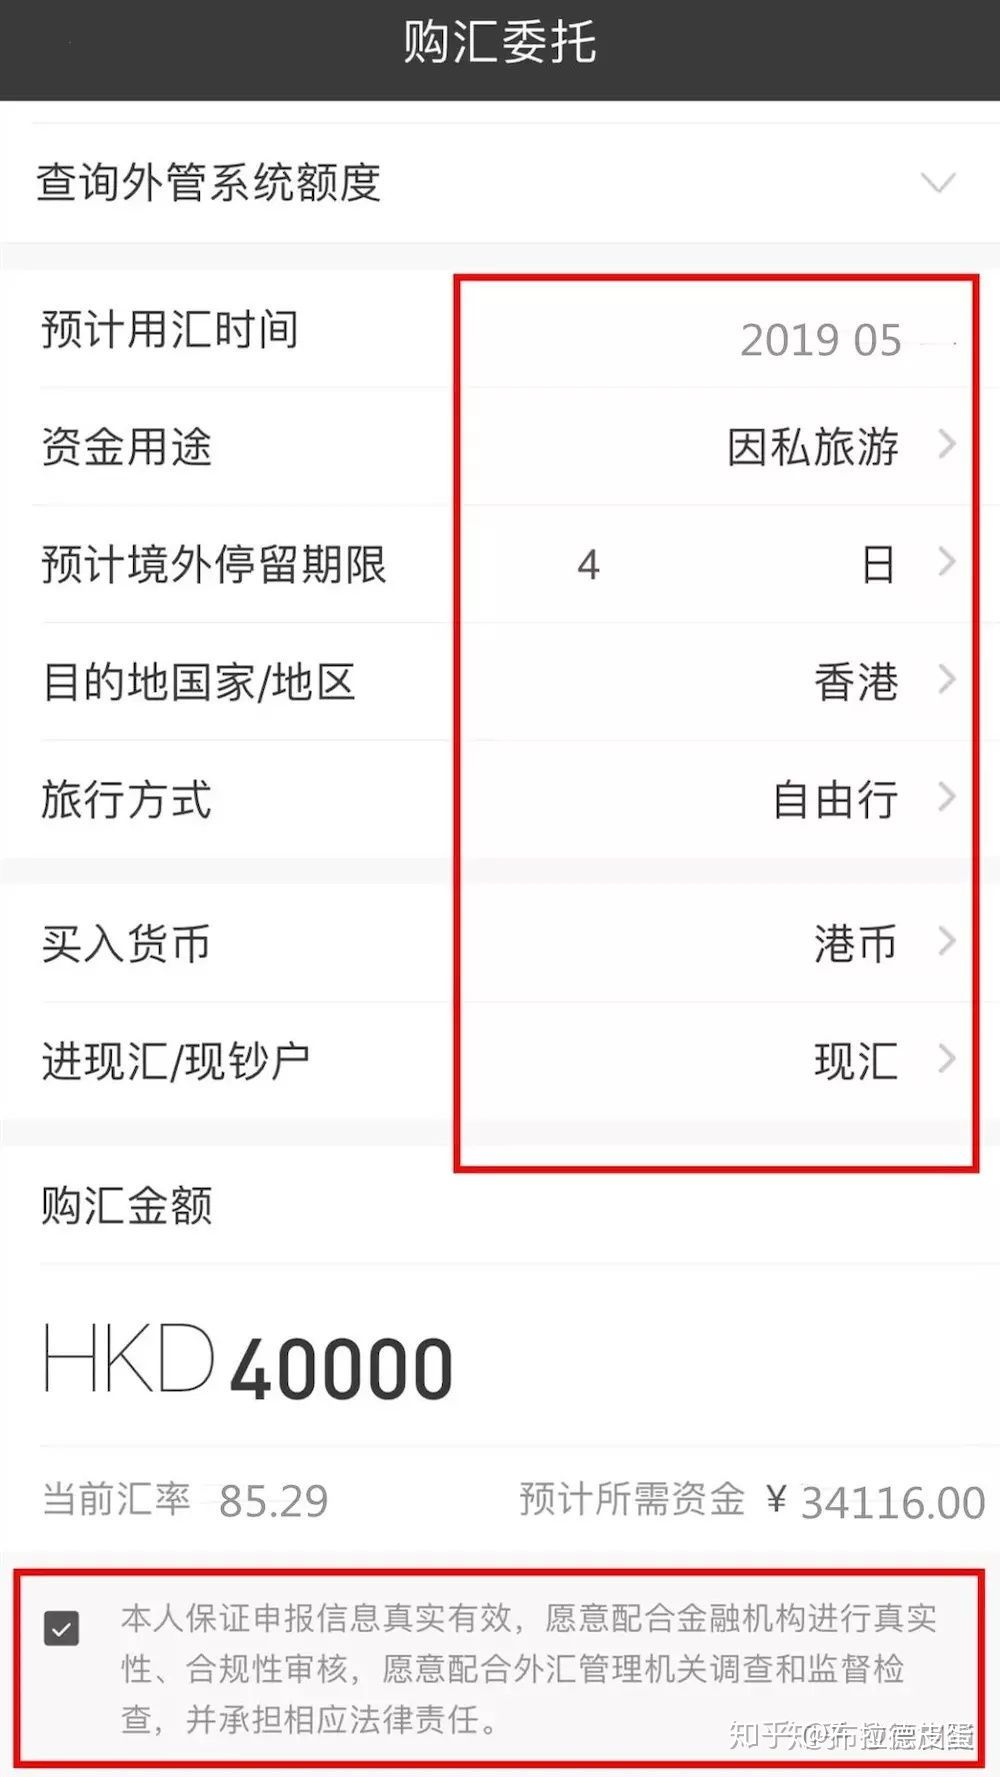 购汇委托
查询外管系统额度
预计用汇时间 2019 05
资金用途 因私旅游
预计境外停留期限 4 日
目的地国家/地区 香港
旅行方式 自由行
买入货币 港币
进现汇/现钞户 现汇
购汇金额
HKD 40000
当前汇率 85.29 预计所需资金 ¥ 34116.00
本人保证申报信息真实有效，愿意配合金融机构进行真实
性、合规性审核，愿意配合外汇管理机关调查和监督检
查，并承担相应法律责任。
知乎 @布拉德皮蛋